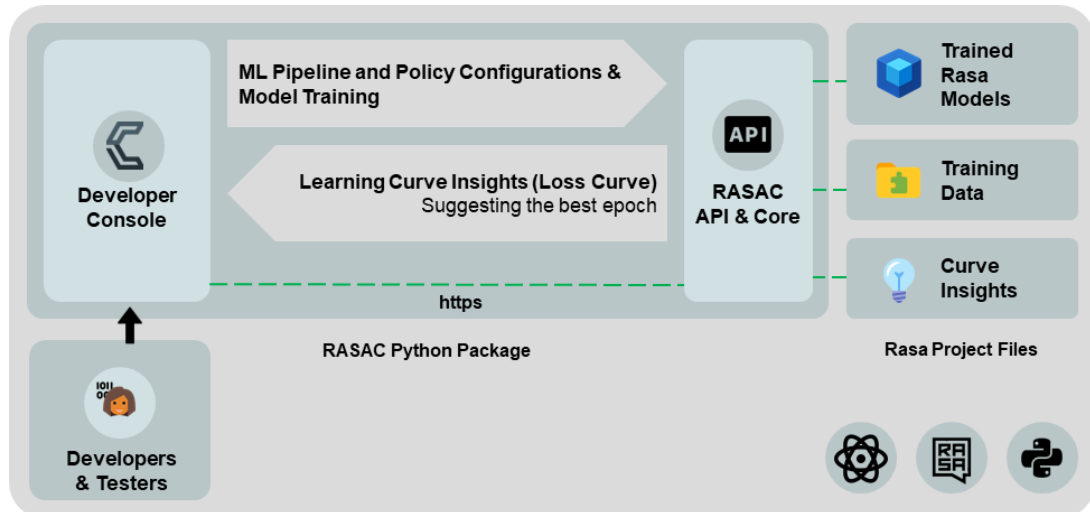 ML Pipeline and Policy Configurations &
Model Training
Developer
Console
Learning Curve Insights (Loss Curve)
Suggesting the best epoch
API
RASAC
API & Core
https
Trained
Rasa
Models
Training
Data
Curve
Insights
RASAC Python Package
Rasa Project Files
Developers
& Testers
RA
SA